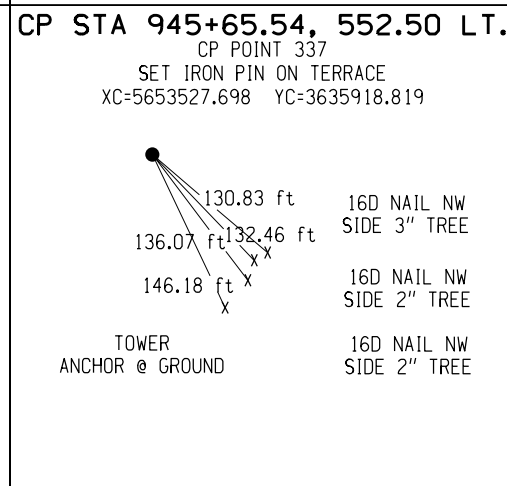 CP STA 945+65.54, 552.50 LT.
CP POINT 337
SET IRON PIN ON TERRACE
XC=5653527.698 YC=3635918.819
130.83 ft
16D NAIL NW
SIDE 3" TREE
132.46 ft
136.07 ft
146.18 ft
16D NAIL NW
SIDE 2" TREE
TOWER
ANCHOR @ GROUND
16D NAIL NW
SIDE 2" TREE